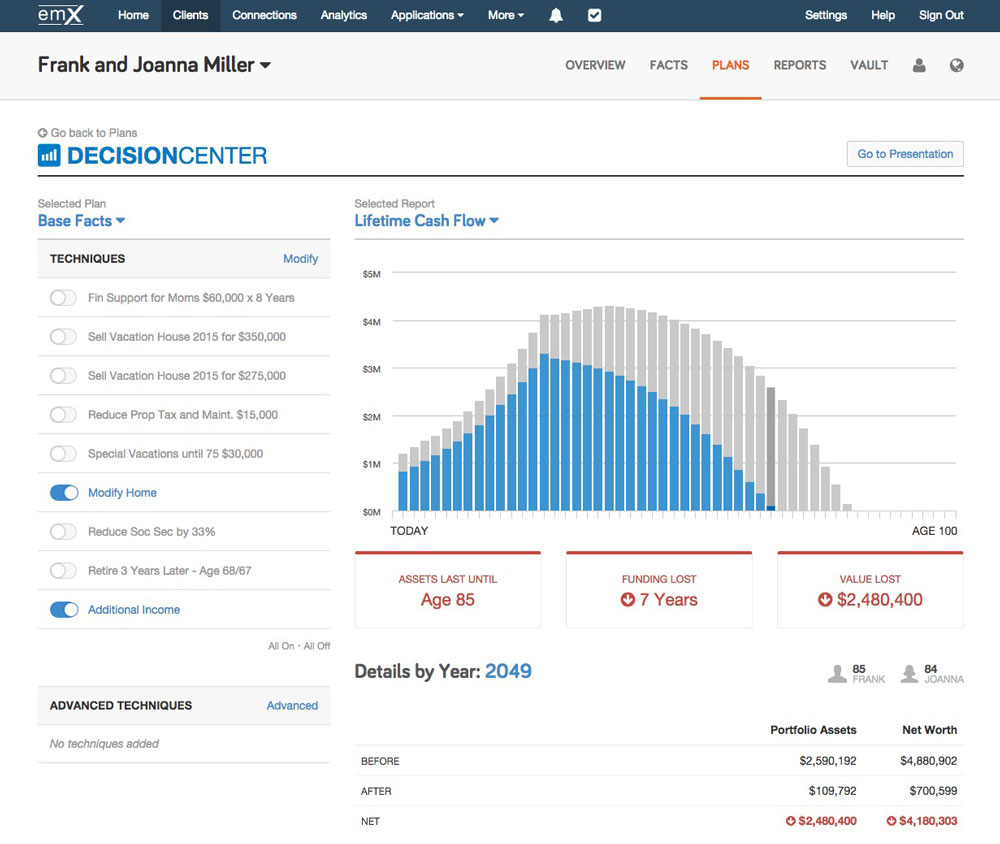 emX Home Clients Connections Analytics Applications More Settings Help Sign Out
Frank and Joanna Miller OVERVIEW FACTS PLANS REPORTS VAULT
Go back to Plans
DECISIONCENTER Go to Presentation
Selected Plan
Base Facts
TECHNIQUES Modify
Fin Support for Moms $60,000 x 8 Years
Sell Vacation House 2015 for $350,000
Sell Vacation House 2015 for $275,000
Reduce Prop Tax and Maint. $15,000
Special Vacations until 75 $30,000
Modify Home
Reduce Soc Sec by 33%
Retire 3 Years Later - Age 68/67
Additional Income
All On · All Off
ADVANCED TECHNIQUES Advanced
No techniques added
Selected Report
Lifetime Cash Flow
$5M
$4M
$3M
$2M
$1M
$0M
TODAY AGE 100
ASSETS LAST UNTIL
Age 85
FUNDING LOST
7 Years
VALUE LOST
$2,480,400
Details by Year: 2049
85
FRANK
84
JOANNA
Portfolio Assets Net Worth
BEFORE $2,590,192 $4,880,902
AFTER $109,792 $700,599
NET $2,480,400 $4,180,303